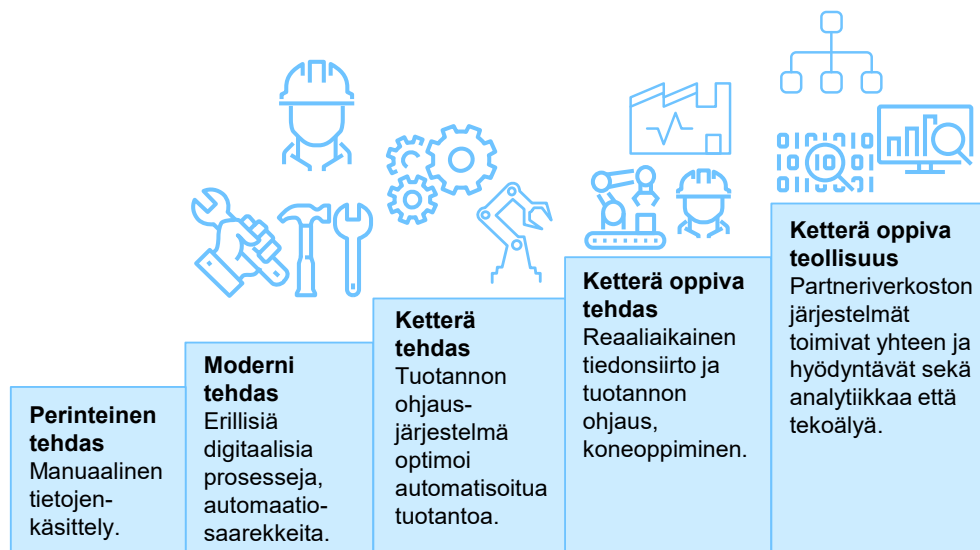 Perinteinen
tehdas
Manuaalinen
tietojen-
käsittely.
Moderni
tehdas
Erillisiä
digitaalisia
prosesseja,
automaatio-
saarekkeita.
Ketterä
tehdas
Tuotannon
ohjaus-
järjestelmä
optimoi
automatisoitua
tuotantoa.
Ketterä oppiva
tehdas
Reaaliaikainen
tiedonsiirto ja
tuotannon
ohjaus,
koneoppiminen.
Ketterä oppiva
teollisuus
Partneriverkoston
järjestelmät
toimivat yhteen ja
hyödyntävät sekä
analytiikkaa että
tekoälyä.